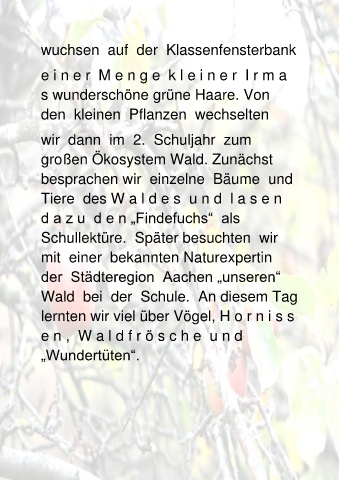 wuchsen auf der Klassenfensterbank
e i n e r M e n g e k l e i n e r I r m a
s wunderschöne grüne Haare. Von
den kleinen Pflanzen wechselten
wir dann im 2. Schuljahr zum
großen Ökosystem Wald. Zunächst
besprachen wir einzelne Bäume und
Tiere des W a l d e s u n d l a s e n
d a z u d e n „Findefuchs“ als
Schullektüre. Später besuchten wir
mit einer bekannten Naturexpertin
der Städteregion Aachen „unseren“
Wald bei der Schule. An diesem Tag
lernten wir viel über Vögel, H o r n i s s
e n , W a l d f r ö s c h e u n d
„Wundertüten“.